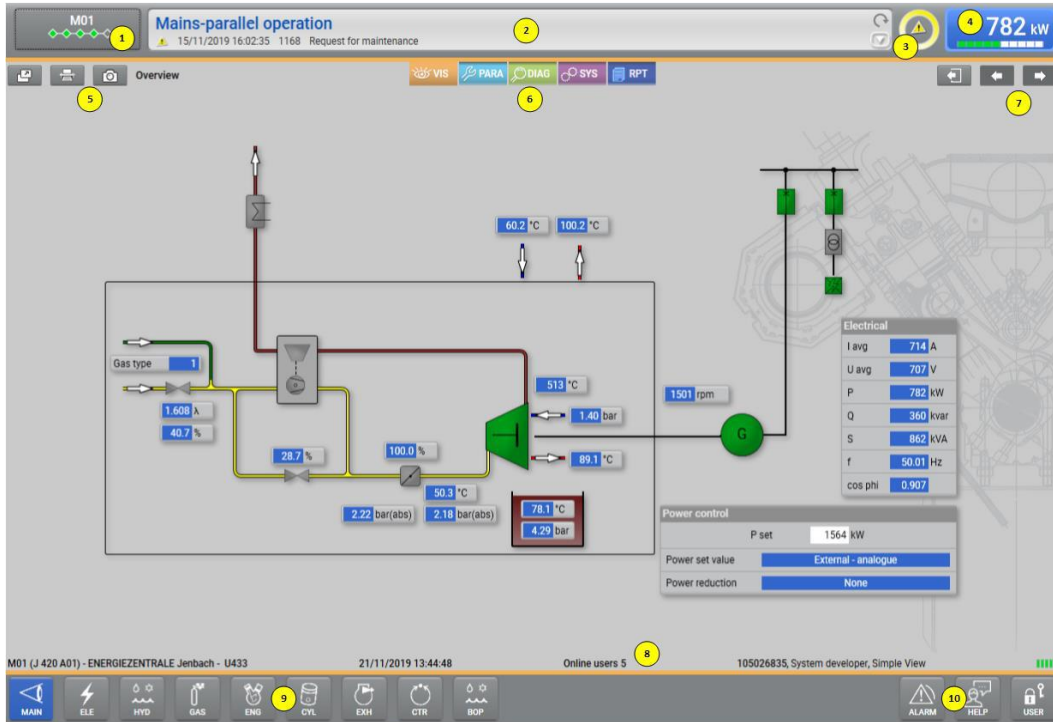 M01
1
Mains-parallel operation
15/11/2019 16:02:35 1168 Request for maintenance
2
3
4
782 kW
Overview
5
VIS
PARA
DIAG
SYS
RPT
6
7
60.2 °C
100.2 °C
Gas type 1
1.608 λ
40.7 %
28.7 %
100.0 %
50.3 °C
2.22 bar(abs)
2.18 bar(abs)
513 °C
1.40 bar
89.1 °C
78.1 °C
4.29 bar
1501 rpm
G
Electrical
I avg 714 A
U avg 707 V
P 782 kW
Q 360 kvar
S 862 kVA
f 50.01 Hz
cos phi 0.907
Power control
P set 1564 kW
Power set value External - analogue
Power reduction None
M01 (J 420 A01) - ENERGIEZENTRALE Jenbach - U433
21/11/2019 13:44:48
Online users 5
8
105026835, System developer, Simple View
MAIN
ELE
HYD
GAS
ENG
9
CYL
EXH
CTR
BOP
ALARM
10
HELP
USER